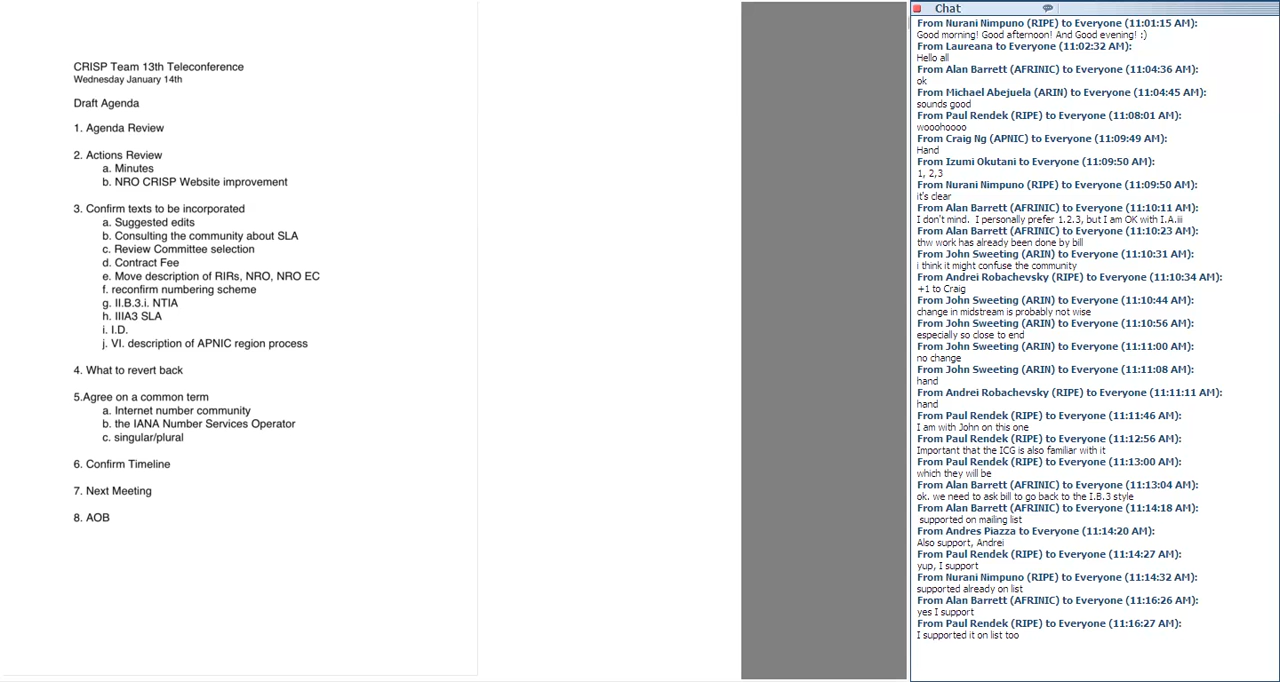 CRISP Team 13th Teleconference
Wednesday January 14th
Draft Agenda
1. Agenda Review
2. Actions Review
a. Minutes
b. NRO CRISP Website improvement
3. Confirm texts to be incorporated
a. Suggested edits
b. Consulting the community about SLA
c. Review Committee selection
d. Contract Fee
e. Move description of RIRs, NRO, NRO EC
f. reconfirm numbering scheme
g. II.B.3.i. NTIA
h. IIIA3 SLA
i. I.D.
j. VI. description of APNIC region process
4. What to revert back
5.Agree on a common term
a. Internet number community
b. the IANA Number Services Operator
c. singular/plural
6. Confirm Timeline
7. Next Meeting
8. AOB
Chat
From Nurani Nimpuno (RIPE) to Everyone (11:01:15 AM):
Good morning! Good afternoon! And Good evening! :)
From Laureana to Everyone (11:02:32 AM):
Hello all
From Alan Barrett (AFRINIC) to Everyone (11:04:36 AM):
ok
From Michael Abejuela (ARIN) to Everyone (11:04:45 AM):
sounds good
From Paul Rendek (RIPE) to Everyone (11:08:01 AM):
wooohoooo
From Craig Ng (APNIC) to Everyone (11:09:49 AM):
Hand
From Izumi Okutani to Everyone (11:09:50 AM):
1, 2,3
From Nurani Nimpuno (RIPE) to Everyone (11:09:50 AM):
it's clear
From Alan Barrett (AFRINIC) to Everyone (11:10:11 AM):
I don't mind.  I personally prefer 1.2.3, but I am OK with I.A.iii
From Alan Barrett (AFRINIC) to Everyone (11:10:23 AM):
thw work has already been done by bill
From John Sweeting (ARIN) to Everyone (11:10:31 AM):
i think it might confuse the community
From Andrei Robachevsky (RIPE) to Everyone (11:10:34 AM):
+1 to Craig
From John Sweeting (ARIN) to Everyone (11:10:44 AM):
change in midstream is probably not wise
From John Sweeting (ARIN) to Everyone (11:10:56 AM):
especially so close to end
From John Sweeting (ARIN) to Everyone (11:11:00 AM):
no change
From John Sweeting (ARIN) to Everyone (11:11:08 AM):
hand
From Andrei Robachevsky (RIPE) to Everyone (11:11:11 AM):
hand
From Paul Rendek (RIPE) to Everyone (11:11:46 AM):
I am with John on this one
From Paul Rendek (RIPE) to Everyone (11:12:56 AM):
Important that the ICG is also familiar with it
From Paul Rendek (RIPE) to Everyone (11:13:00 AM):
which they will be
From Alan Barrett (AFRINIC) to Everyone (11:13:04 AM):
ok. we need to ask bill to go back to the I.B.3 style
From Alan Barrett (AFRINIC) to Everyone (11:14:18 AM):
supported on mailing list
From Andres Piazza to Everyone (11:14:20 AM):
Also support, Andrei
From Paul Rendek (RIPE) to Everyone (11:14:27 AM):
yup, I support
From Nurani Nimpuno (RIPE) to Everyone (11:14:32 AM):
supported already on list
From Alan Barrett (AFRINIC) to Everyone (11:16:26 AM):
yes I support
From Paul Rendek (RIPE) to Everyone (11:16:27 AM):
I supported it on list too